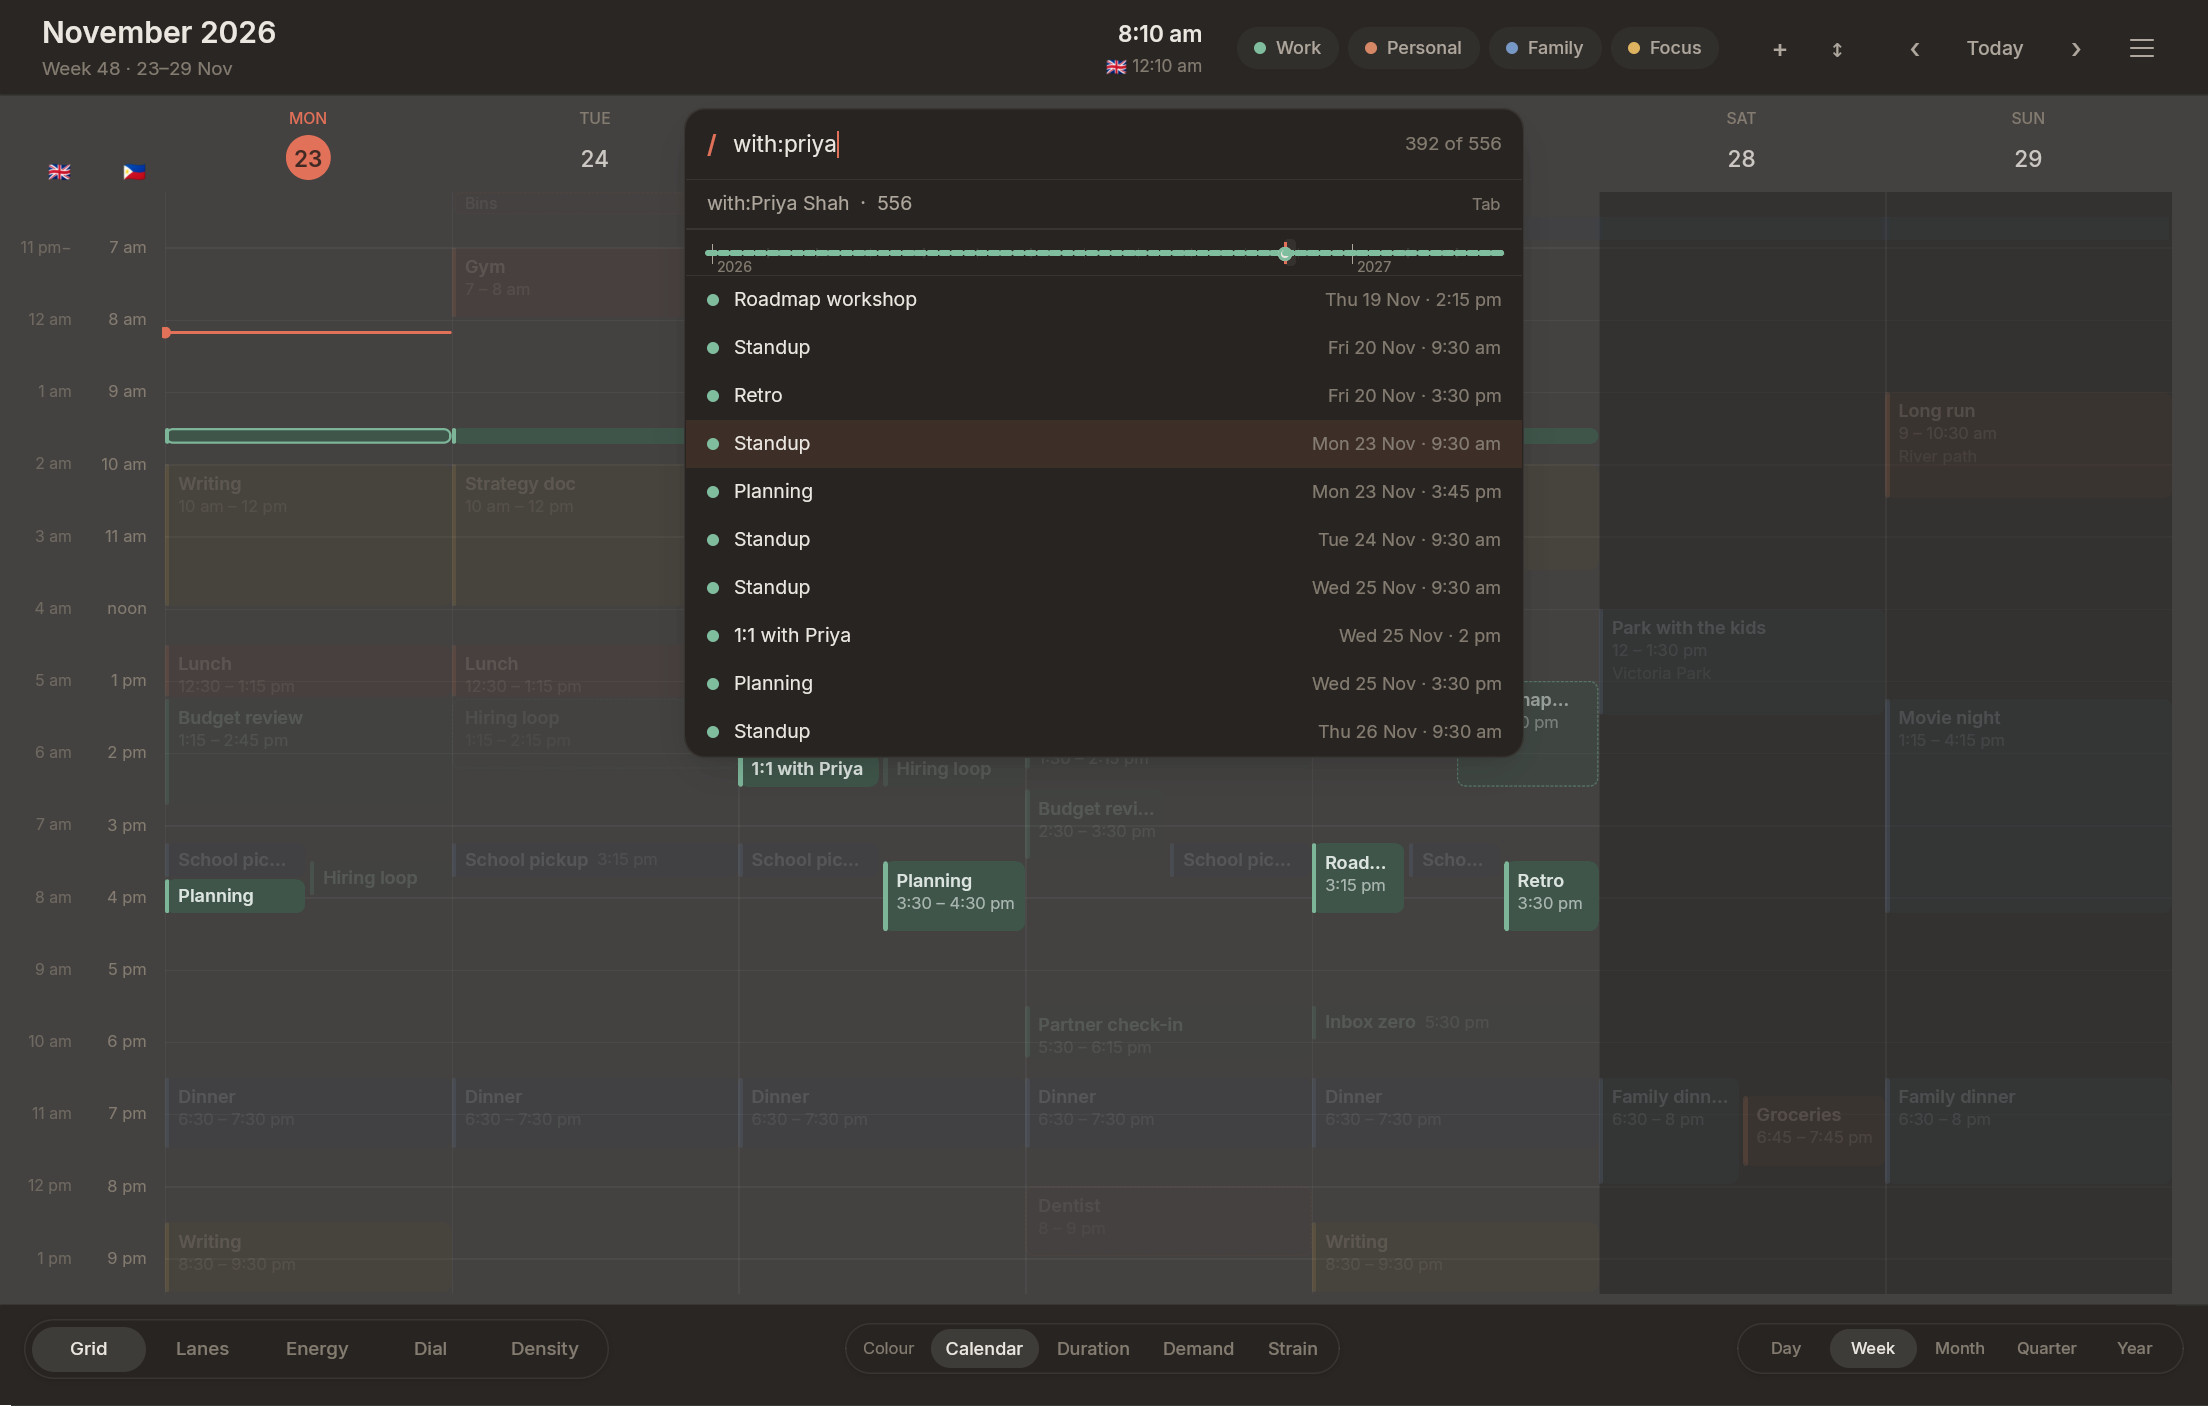 November 2026
Week 48 · 23–29 Nov
8:10 am
12:10 am
Work
Personal
Family
Focus
+
↕
‹
Today
›
MON
23
TUE
24
SAT
28
SUN
29
/ with:priya
392 of 556
with:Priya Shah · 556
Tab
2026
2027
Roadmap workshop
Thu 19 Nov · 2:15 pm
Standup
Fri 20 Nov · 9:30 am
Retro
Fri 20 Nov · 3:30 pm
Standup
Mon 23 Nov · 9:30 am
Planning
Mon 23 Nov · 3:45 pm
Standup
Tue 24 Nov · 9:30 am
Standup
Wed 25 Nov · 9:30 am
1:1 with Priya
Wed 25 Nov · 2 pm
Planning
Wed 25 Nov · 3:30 pm
Standup
Thu 26 Nov · 9:30 am
11 pm–
7 am
12 am
8 am
1 am
9 am
2 am
10 am
3 am
11 am
4 am
noon
5 am
1 pm
6 am
2 pm
7 am
3 pm
8 am
4 pm
9 am
5 pm
10 am
6 pm
11 am
7 pm
12 pm
8 pm
1 pm
9 pm
Writing
10 am – 12 pm
Lunch
12:30 – 1:15 pm
Budget review
1:15 – 2:45 pm
School pic...
Hiring loop
Planning
Dinner
6:30 – 7:30 pm
Writing
8:30 – 9:30 pm
Bins
Gym
7 – 8 am
Strategy doc
10 am – 12 pm
Lunch
12:30 – 1:15 pm
Hiring loop
1:15 – 2:15 pm
School pickup 3:15 pm
Dinner
6:30 – 7:30 pm
1:1 with Priya
Hiring loop
School pic...
Planning
3:30 – 4:30 pm
Dinner
6:30 – 7:30 pm
1:30 – 2:15 pm
Budget revi...
2:30 – 3:30 pm
School pic...
Partner check-in
5:30 – 6:15 pm
Dinner
6:30 – 7:30 pm
Dentist
8 – 9 pm
Road...
3:15 pm
Scho...
Retro
3:30 pm
Inbox zero 5:30 pm
Dinner
6:30 – 7:30 pm
Writing
8:30 – 9:30 pm
Park with the kids
12 – 1:30 pm
Victoria Park
Family dinn...
6:30 – 8 pm
Groceries
6:45 – 7:45 pm
Long run
9 – 10:30 am
River path
Movie night
1:15 – 4:15 pm
Family dinner
6:30 – 8 pm
Grid
Lanes
Energy
Dial
Density
Colour
Calendar
Duration
Demand
Strain
Day
Week
Month
Quarter
Year